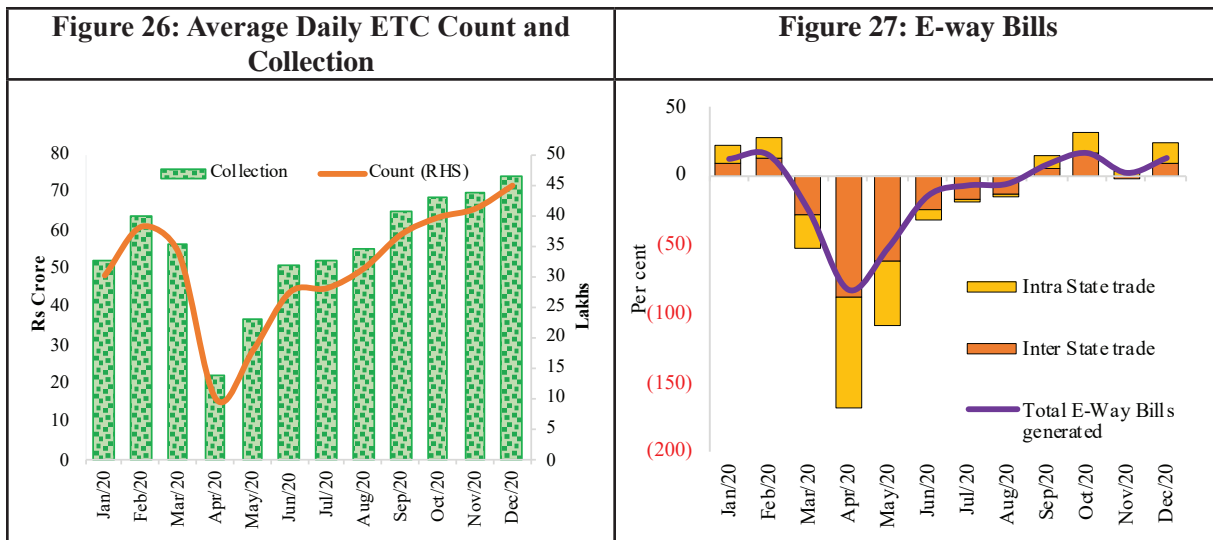 Figure 26: Average Daily ETC Count and
Collection
80
70
60
50
40
30
20
10
0
Rs Crore
Collection
Count (RHS)
50
45
40
35
30
25
20
15
10
5
0
Lakhs
Jan/20
Feb/20
Mar/20
Apr/20
May/20
Jun/20
Jul/20
Aug/20
Sep/20
Oct/20
Nov/20
Dec/20
Figure 27: E-way Bills
50
0
(50)
(100)
(150)
(200)
Per cent
Intra State trade
Inter State trade
Total E-Way Bills
generated
Jan/20
Feb/20
Mar/20
Apr/20
May/20
Jun/20
Jul/20
Aug/20
Sep/20
Oct/20
Nov/20
Dec/20